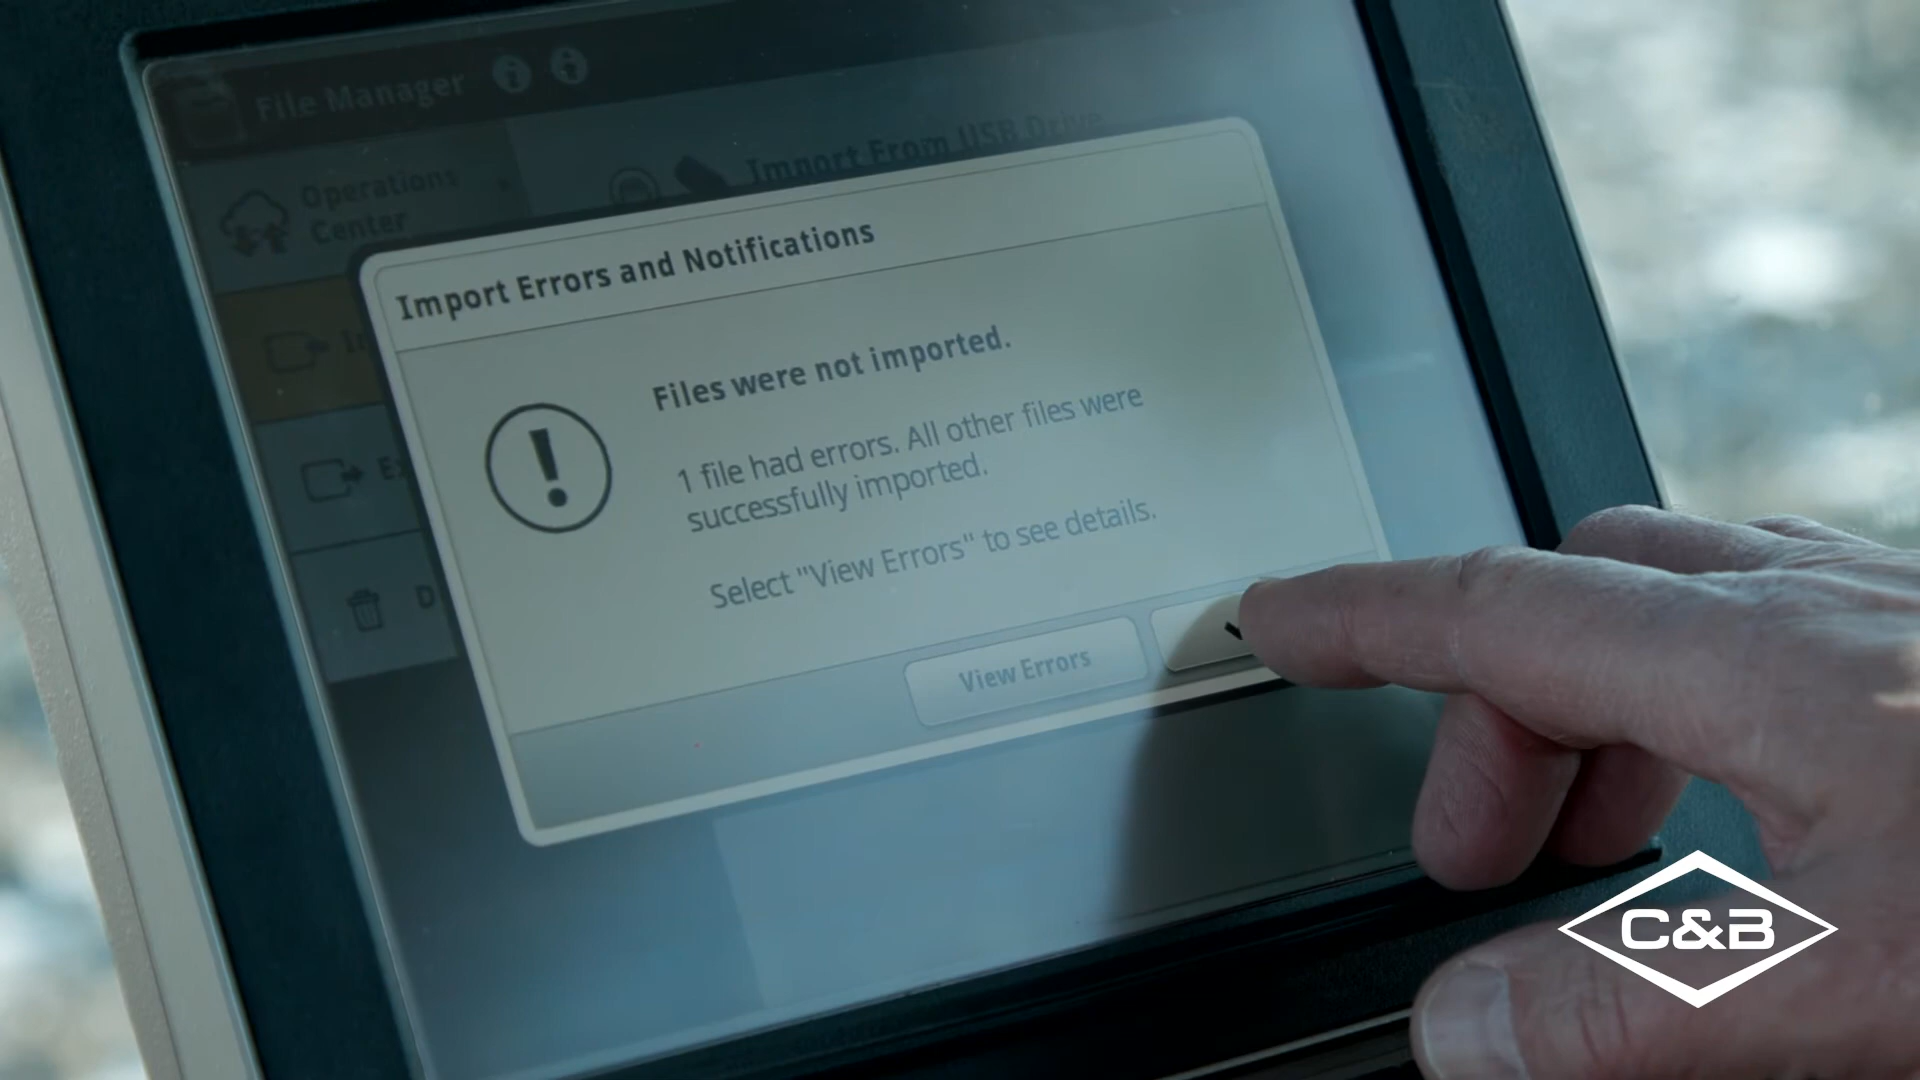 File Manager
Import From USB Drive
Operations
Center
Import Errors and Notifications
Files were not imported.
1 file had errors. All other files were
successfully imported.
Select "View Errors" to see details.
View Errors
C&B